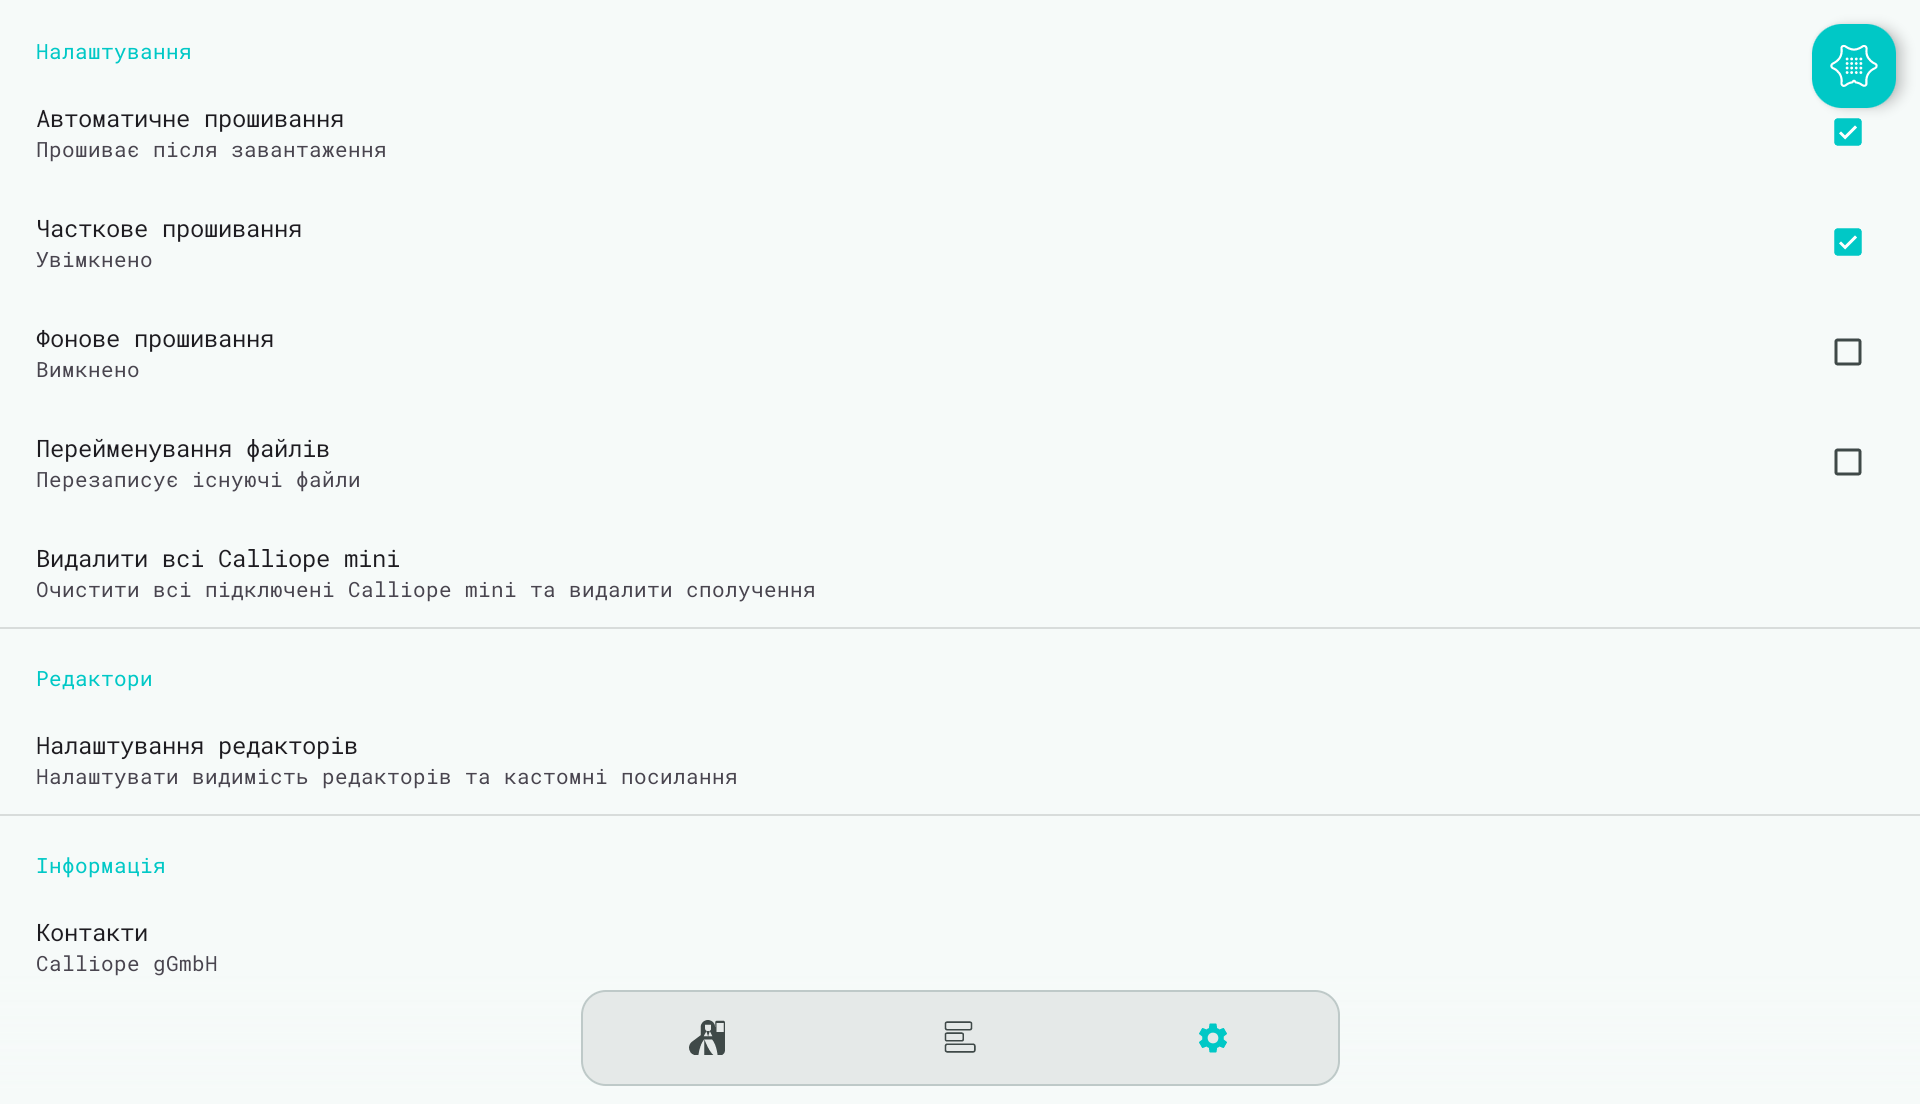 Налаштування
Автоматичне прошивання
Прошиває після завантаження
Часткове прошивання
Увімкнено
Фонове прошивання
Вимкнено
Перейменування файлів
Перезаписує існуючі файли
Видалити всі Calliope mini
Очистити всі підключені Calliope mini та видалити сполучення
Редактори
Налаштування редакторів
Налаштувати видимість редакторів та кастомні посилання
Інформація
Контакти
Calliope gGmbH